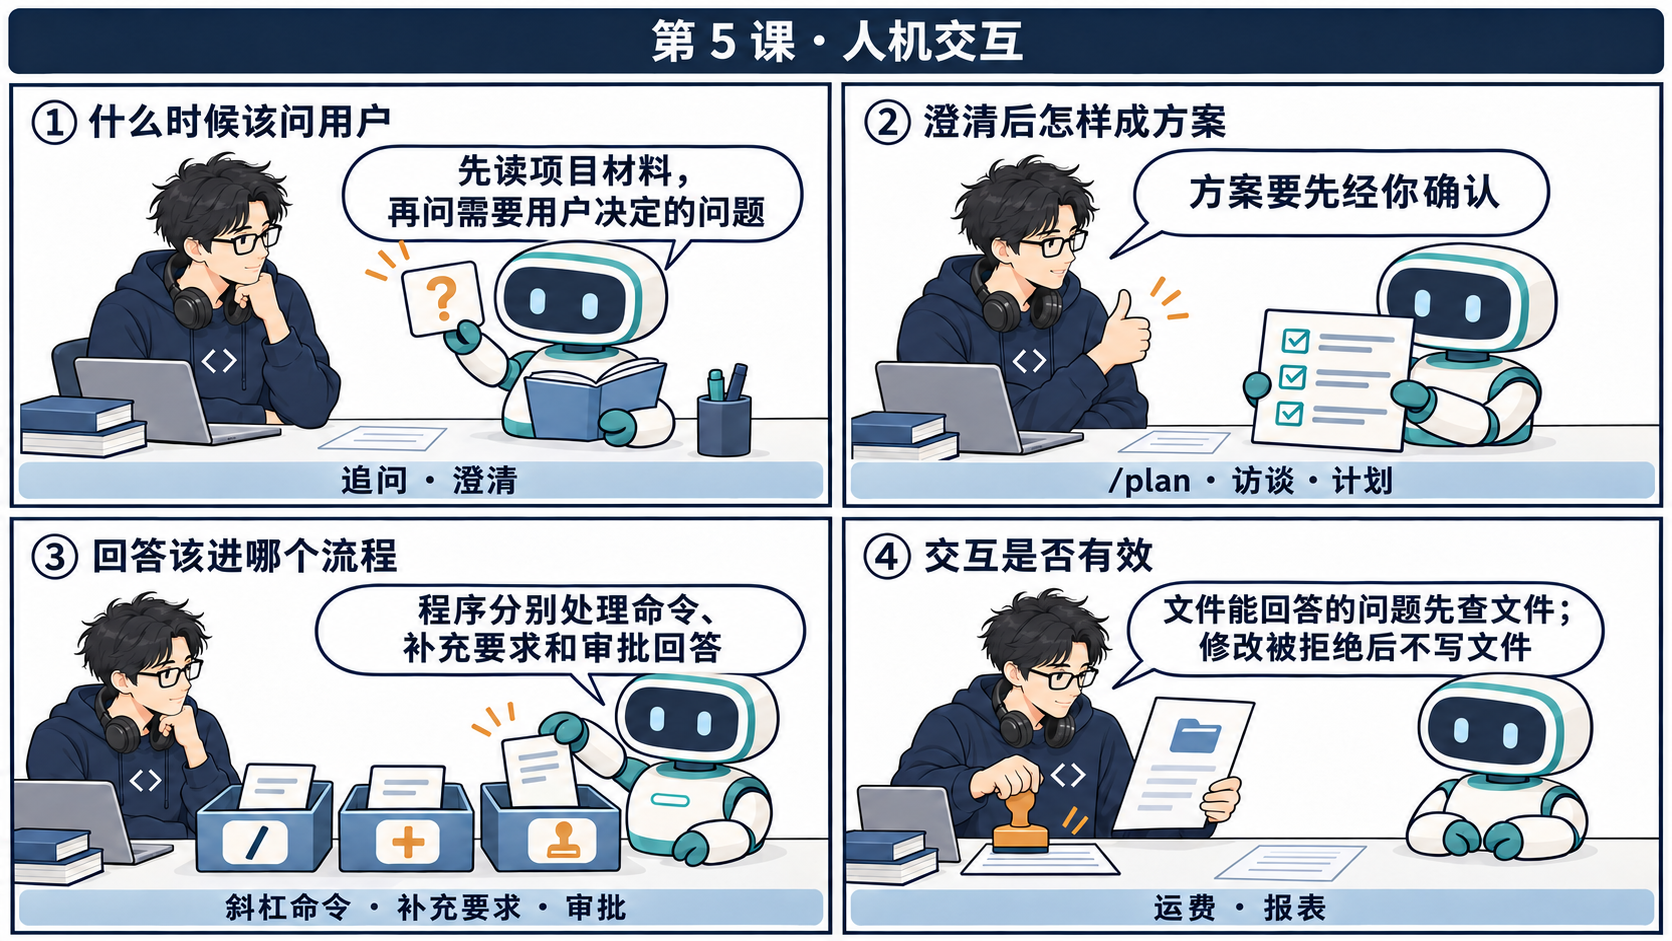 第 5 课·人机交互
① 什么时候该问用户
先读项目材料，
再问需要用户决定的问题
?
<>
追问 · 澄清
② 澄清后怎样成方案
方案要先经你确认
<>
/plan · 访谈 · 计划
③ 回答该进哪个流程
程序分别处理命令、
补充要求和审批回答
<>
/
+
斜杠命令 · 补充要求 · 审批
④ 交互是否有效
文件能回答的问题先查文件；
修改被拒绝后不写文件
<>
运费 · 报表